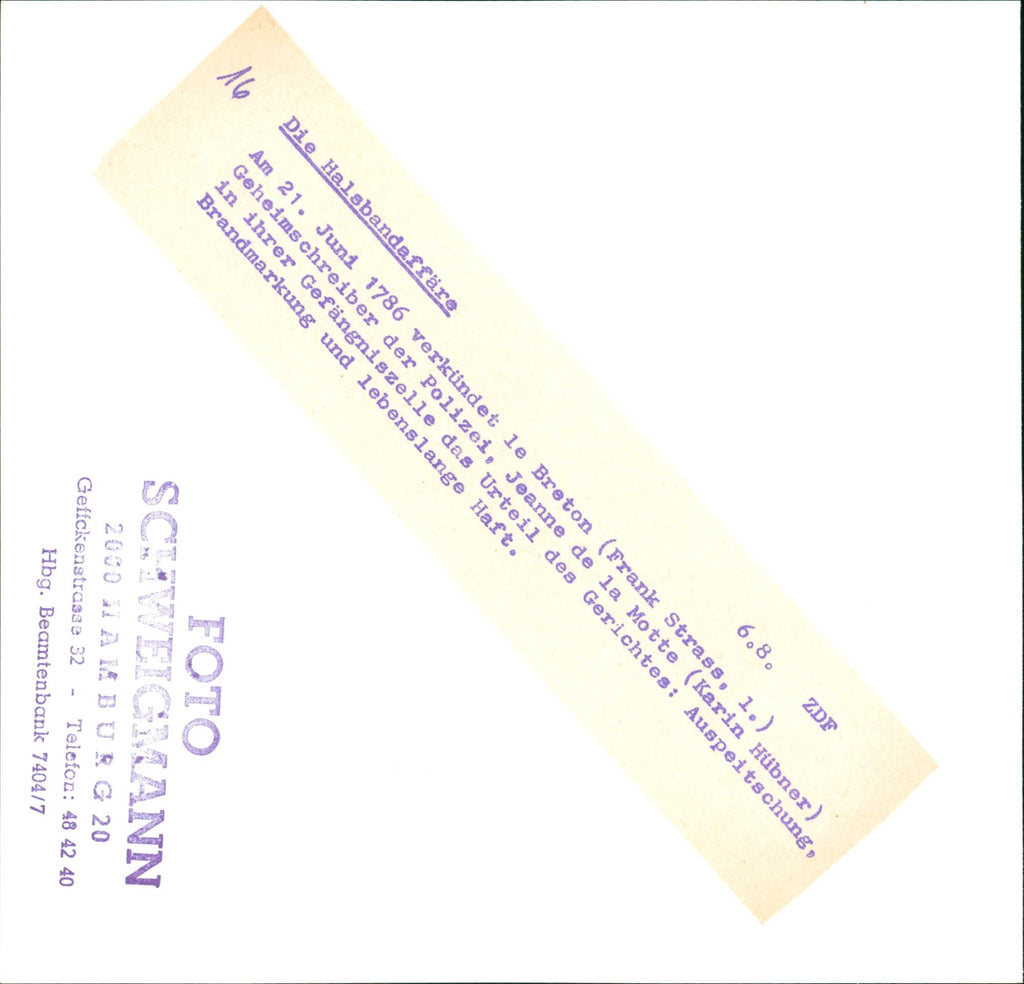 16
6.8. ZDF
Die Halsbandaffäre
Am 21. Juni 1786 verkündet le Breton (Frank Strass, l.)
Geheimschreiber der Polizei, Jeanne de la Motte (Karin Hübner)
in ihrer Gefängniszelle das Urteil des Gerichtes: Auspeitschung,
Brandmarkung und lebenslange Haft.
FOTO
SCHWEIGMANN
2000 HAMBURG 20
Geffckenstrasse 32 - Telefon: 48 42 40
Hbg. Beamtenbank 7404/7